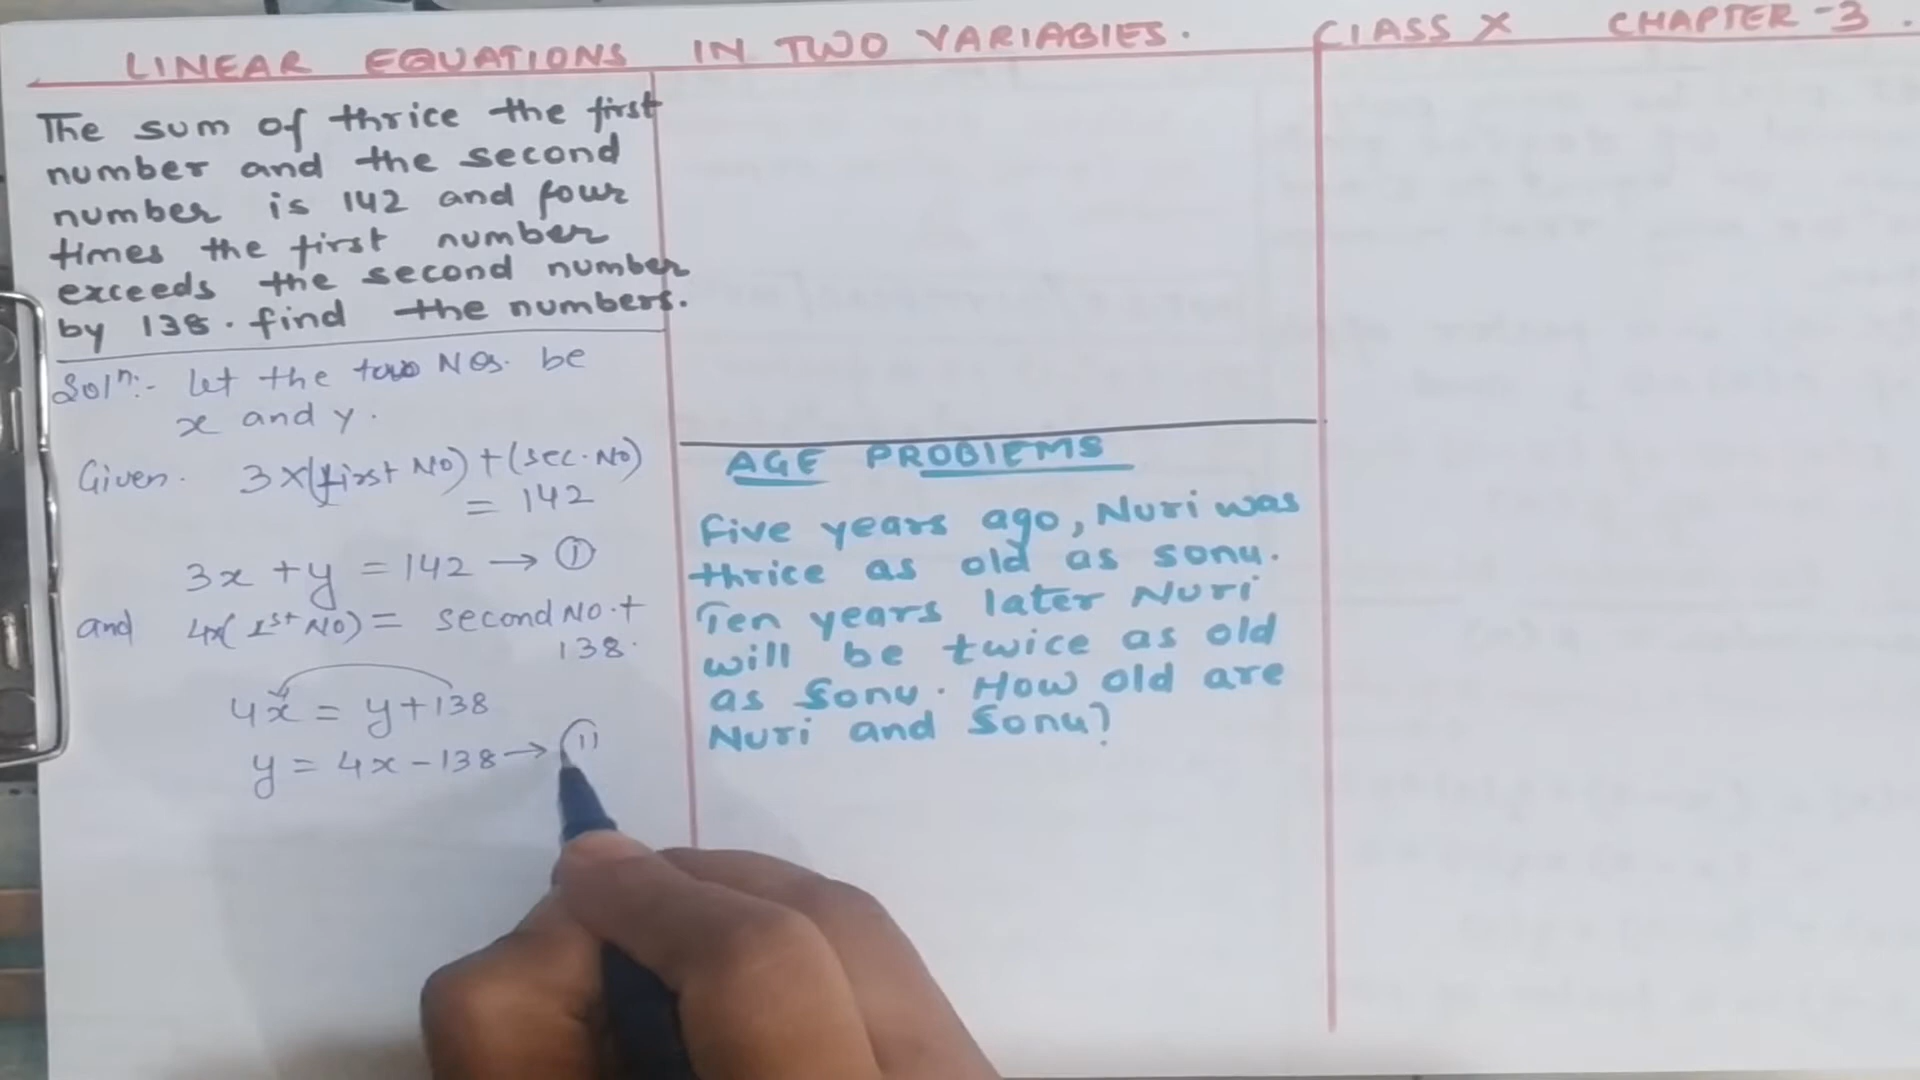 LINEAR EQUATIONS IN TWO VARIABLES. CLASS X CHAPTER-3.
The sum of thrice the first
number and the second
number is 142 and four
times the first number
exceeds the second number
by 138. find the numbers.
Solⁿ:- Let the two Nos. be
x and y.
Given. 3×(first No)+(sec.No)
= 142
3x + y = 142 → ①
and 4×(1st No) = second No.+
138.
4x = y+138
y = 4x-138 → ⑪
AGE PROBLEMS
Five years ago, Nuri was
thrice as old as sonu.
Ten years later Nuri
will be twice as old
as Sonu. How old are
Nuri and Sonu?